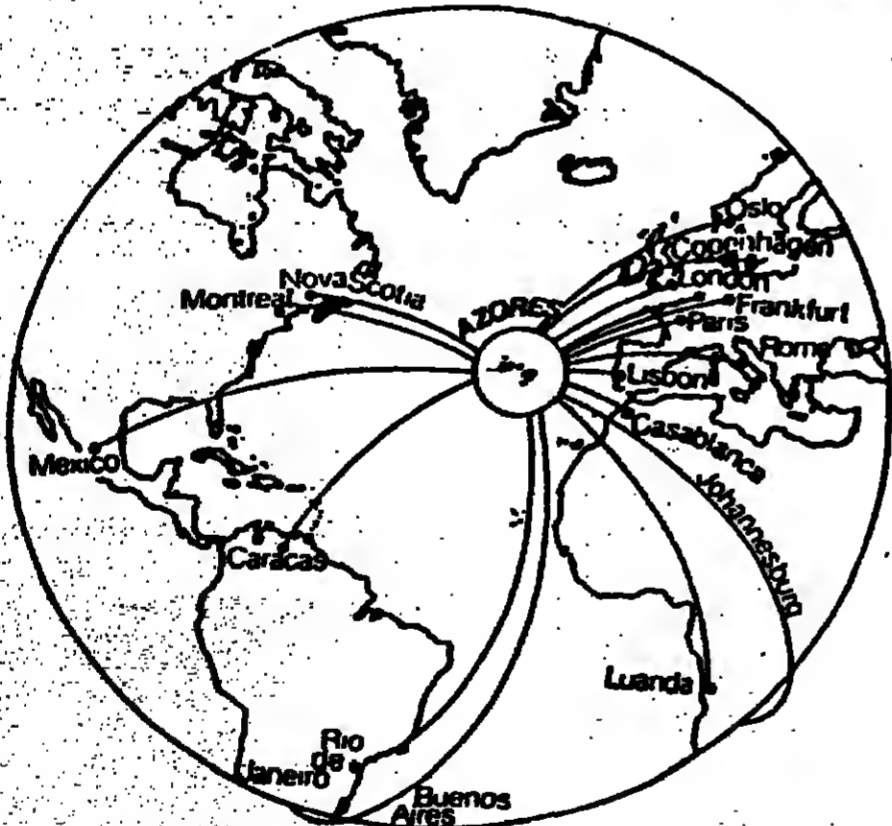 Oslo
Copenhagen
London
Nova Scotia
Montreal
AZORES
Frankfurt
Paris
Rome
Lisbon
Casablanca
Mexico
Johannesburg
Caracas
Luanda
Rio
de
Janeiro
Buenos
Aires